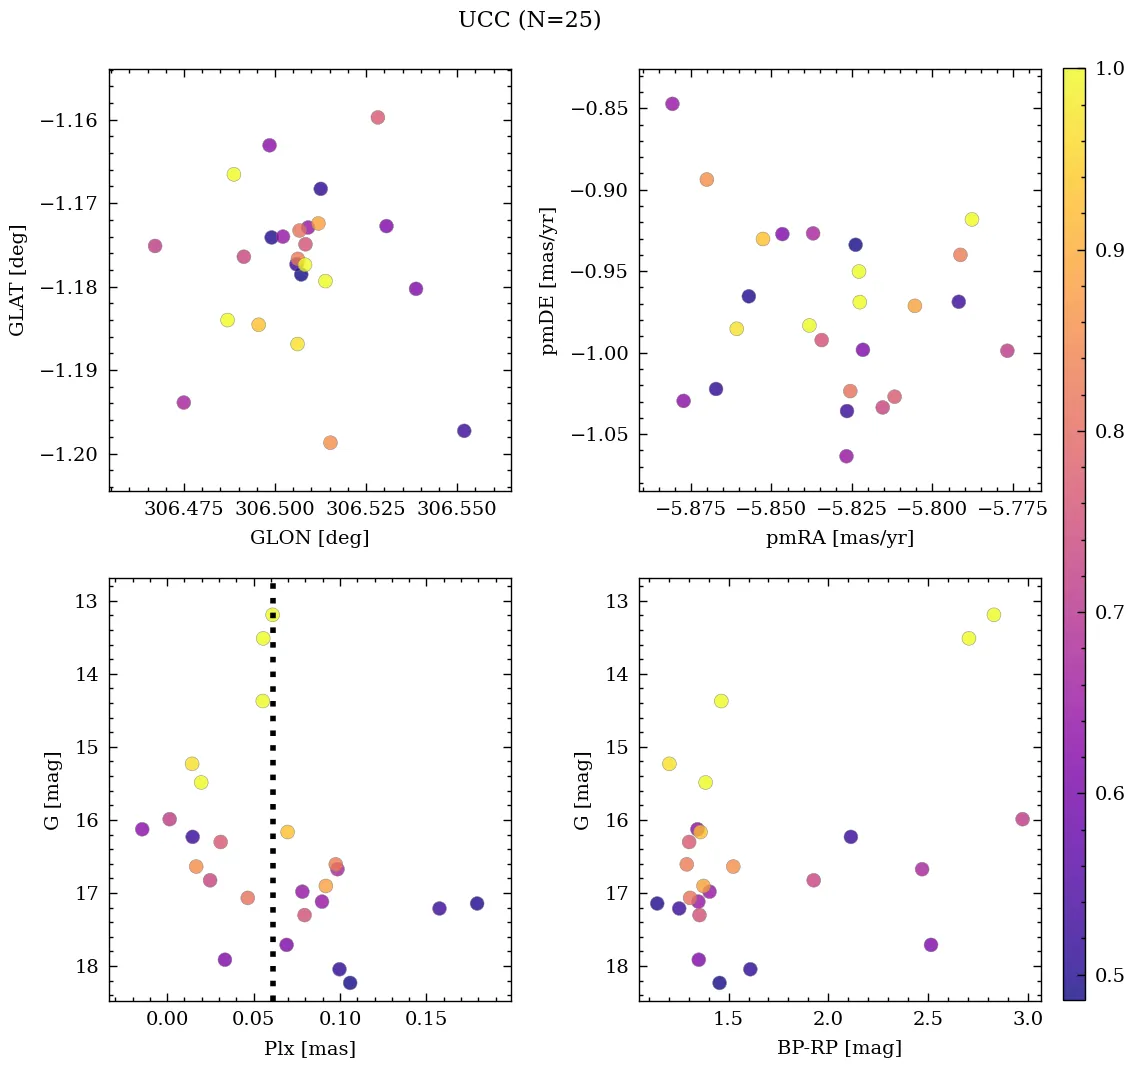 UCC (N=25)
−1.16
−1.17
−1.18
−1.19
−1.20
GLAT [deg]
306.475 306.500 306.525 306.550
GLON [deg]
−0.85
−0.90
−0.95
−1.00
−1.05
pmDE [mas/yr]
−5.875 −5.850 −5.825 −5.800 −5.775
pmRA [mas/yr]
13
14
15
16
17
18
G [mag]
0.00 0.05 0.10 0.15
Plx [mas]
13
14
15
16
17
18
G [mag]
1.5 2.0 2.5 3.0
BP-RP [mag]
1.0
0.9
0.8
0.7
0.6
0.5